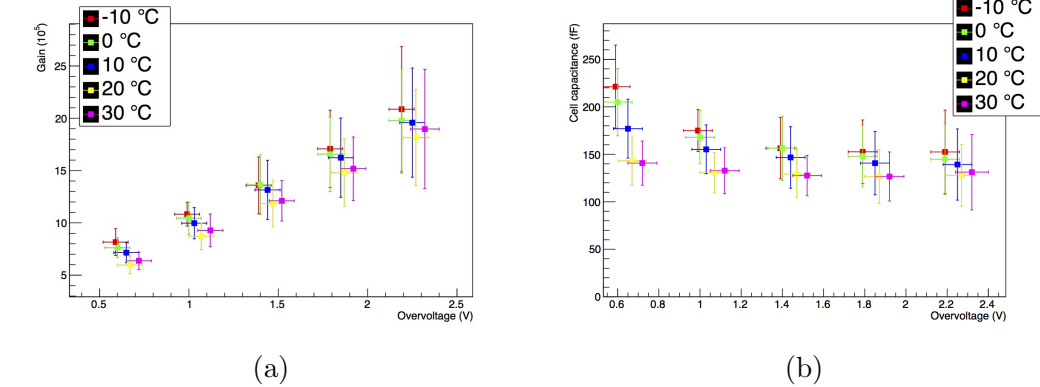 -10 °C
0 °C
10 °C
20 °C
30 °C
Gain (10⁵)
25
20
15
10
5
0.5 1 1.5 2 2.5
Overvoltage (V)
(a)
-10 °C
0 °C
10 °C
20 °C
30 °C
Cell capacitance (fF)
250
200
150
100
50
0
0.6 0.8 1.0 1.2 1.4 1.6 1.8 2 2.2 2.4
Overvoltage (V)
(b)